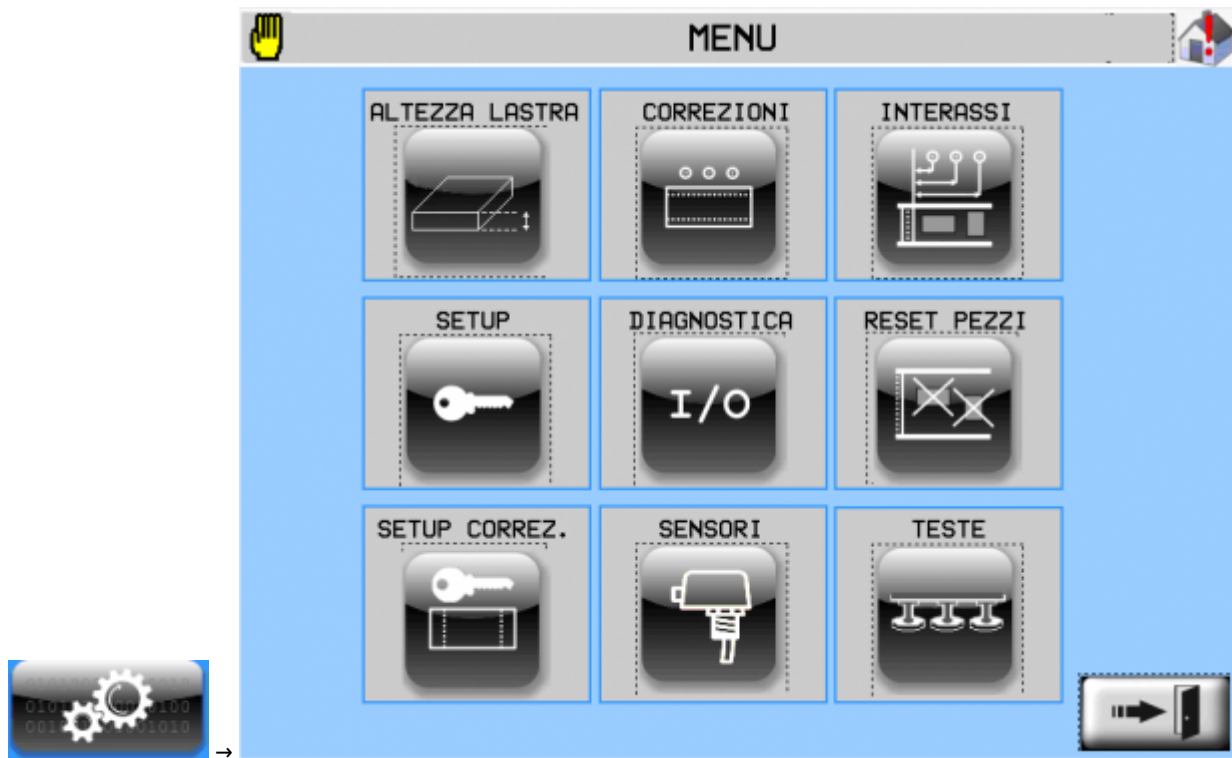 MENU
ALTEZZA LASTRA
CORREZIONI
INTERASSI
SETUP
DIAGNOSTICA
RESET PEZZI
I/O
SETUP CORREZ.
SENSORI
TESTE
→